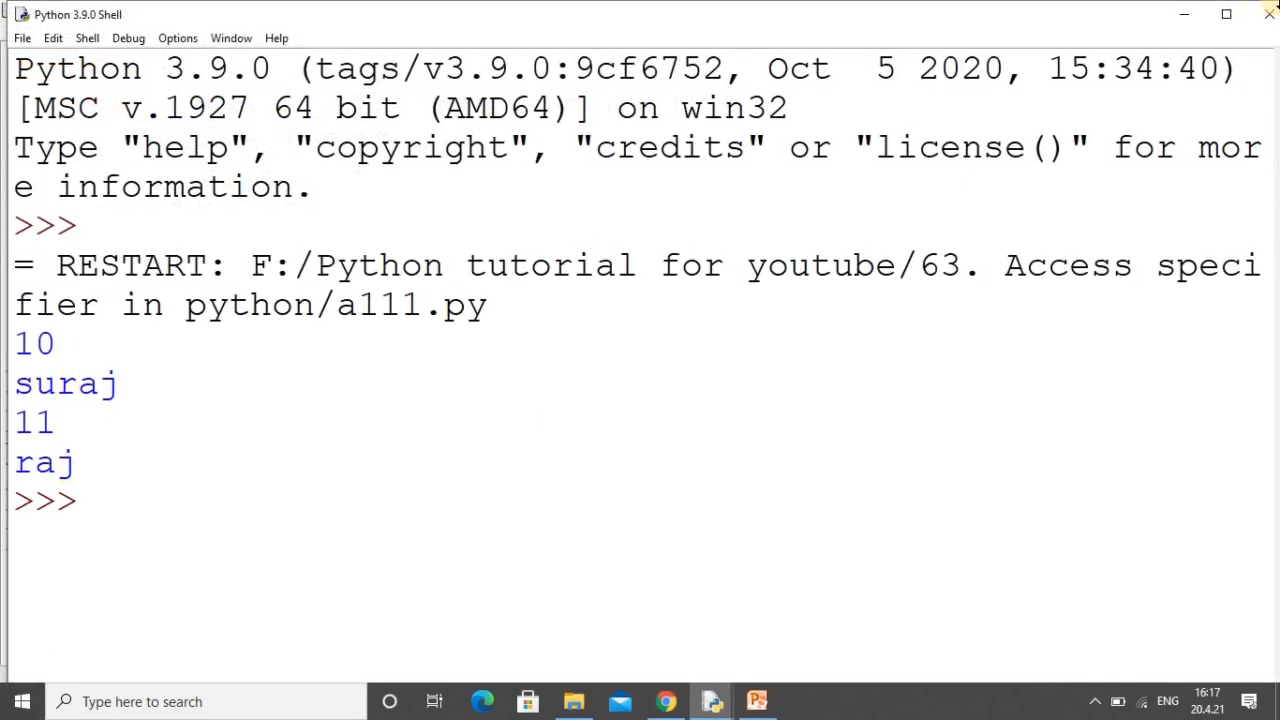 Python 3.9.0 Shell
File Edit Shell Debug Options Window Help
Python 3.9.0 (tags/v3.9.0:9cf6752, Oct  5 2020, 15:34:40)
[MSC v.1927 64 bit (AMD64)] on win32
Type "help", "copyright", "credits" or "license()" for mor
e information.
>>>
= RESTART: F:/Python tutorial for youtube/63. Access speci
fier in python/a111.py
10
suraj
11
raj
>>>
Type here to search
ENG
16:17
20.4.21